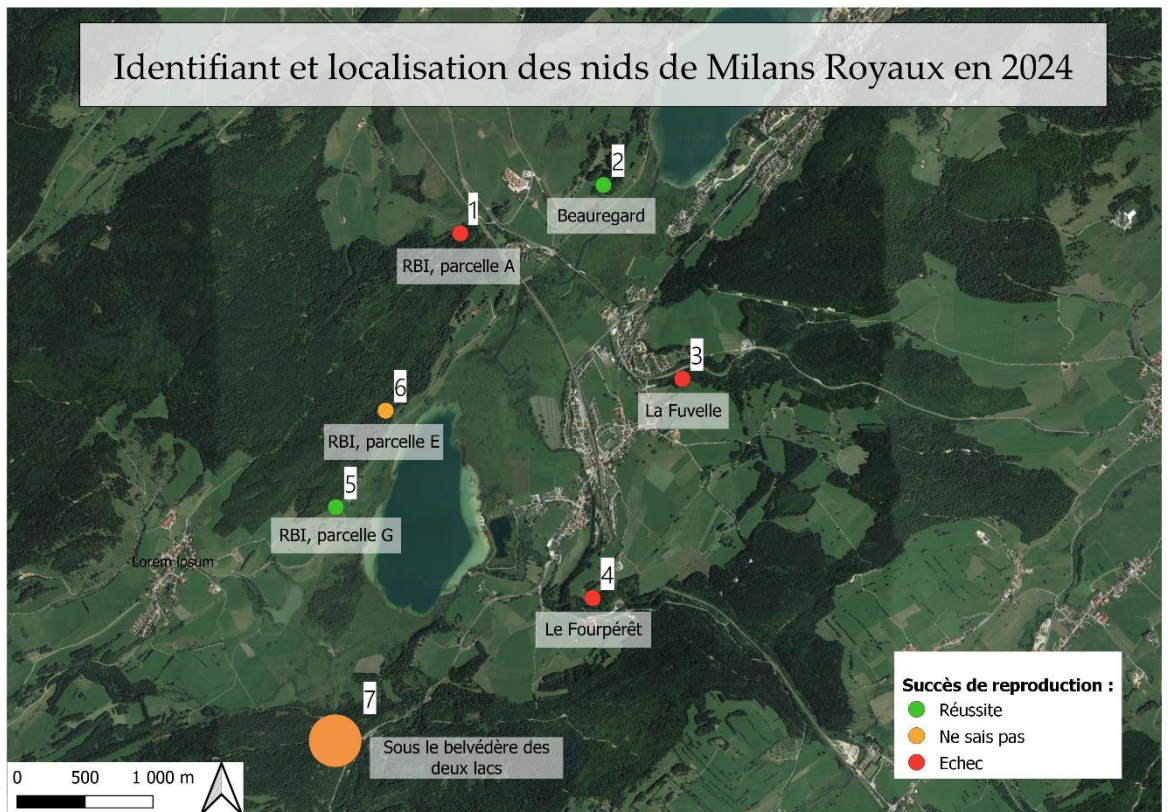 Identifiant et localisation des nids de Milans Royaux en 2024
2
Beauregard
1
RBI, parcelle A
3
La Fuvelle
6
RBI, parcelle E
5
RBI, parcelle G
Lorem ipsum
4
Le Fourpérêt
7
Sous le belvédère des
deux lacs
Succès de reproduction :
Réussite
Ne sais pas
Echec
0 500 1 000 m